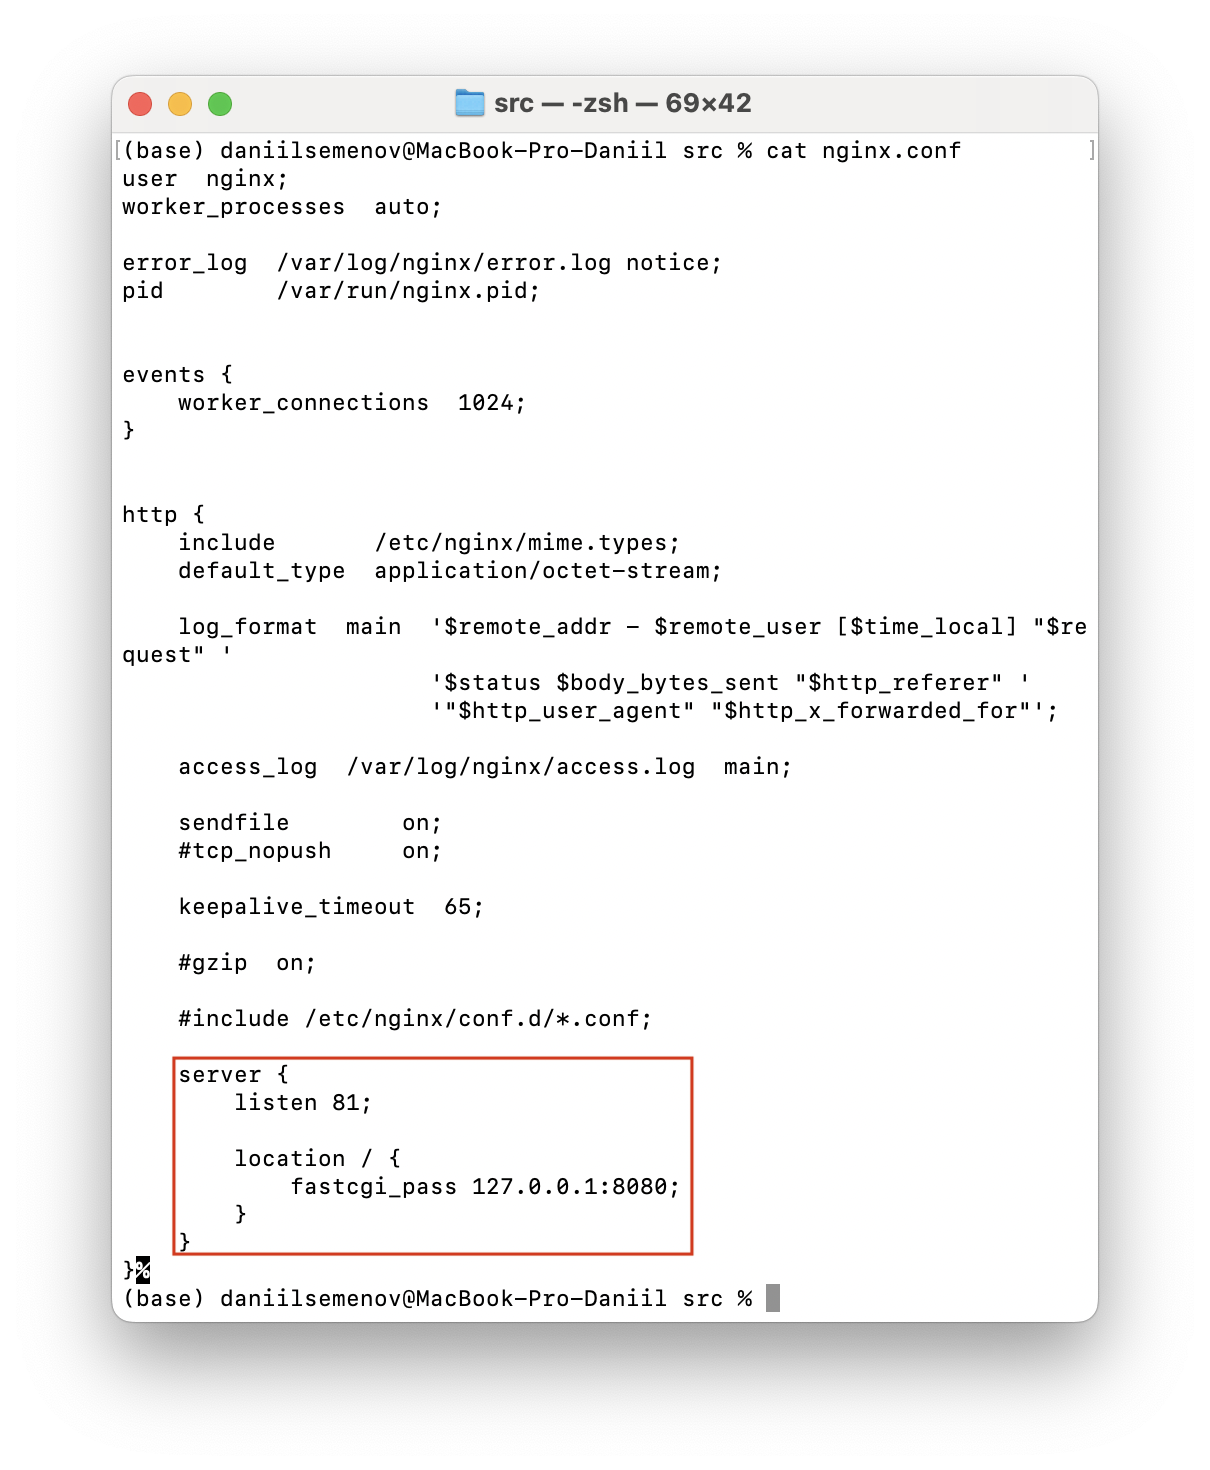 src — -zsh — 69×42
(base) daniilsemenov@MacBook-Pro-Daniil src % cat nginx.conf
user  nginx;
worker_processes  auto;
error_log  /var/log/nginx/error.log notice;
pid        /var/run/nginx.pid;
events {
    worker_connections  1024;
}
http {
    include       /etc/nginx/mime.types;
    default_type  application/octet-stream;
    log_format  main  '$remote_addr - $remote_user [$time_local] "$re
quest" '
                      '$status $body_bytes_sent "$http_referer" '
                      '"$http_user_agent" "$http_x_forwarded_for"';
    access_log  /var/log/nginx/access.log  main;
    sendfile        on;
    #tcp_nopush     on;
    keepalive_timeout  65;
    #gzip  on;
    #include /etc/nginx/conf.d/*.conf;
    server {
        listen 81;
        location / {
            fastcgi_pass 127.0.0.1:8080;
        }
    }
}%
(base) daniilsemenov@MacBook-Pro-Daniil src %